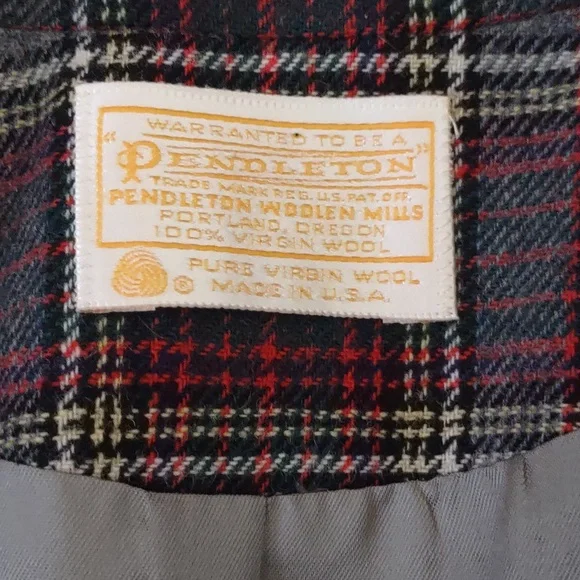 WARRANTED TO BE A
"PENDLETON"
TRADE MARK REG. U.S. PAT. OFF.
PENDLETON WOOLEN MILLS
PORTLAND, OREGON
100% VIRGIN WOOL
® PURE VIRGIN WOOL
MADE IN U.S.A.